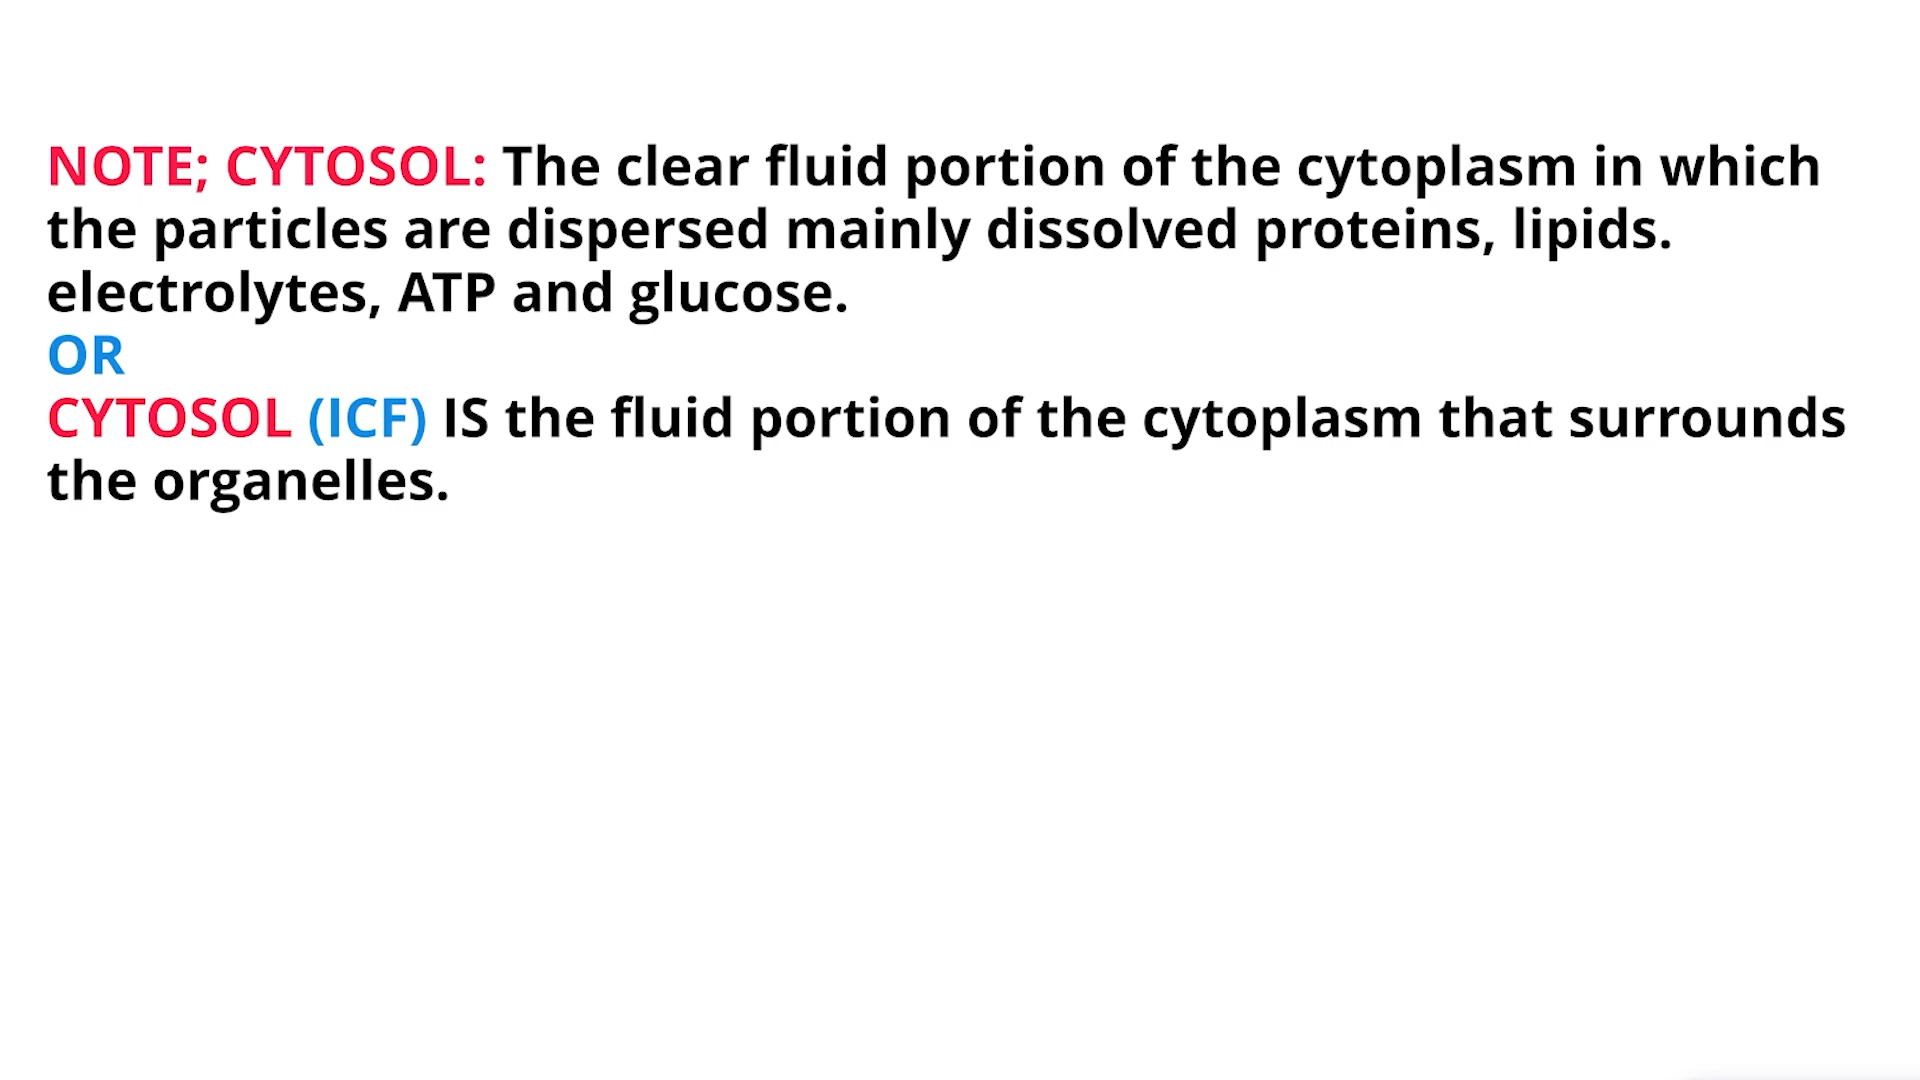 NOTE; CYTOSOL: The clear fluid portion of the cytoplasm in which
the particles are dispersed mainly dissolved proteins, lipids.
electrolytes, ATP and glucose.
OR
CYTOSOL (ICF) IS the fluid portion of the cytoplasm that surrounds
the organelles.